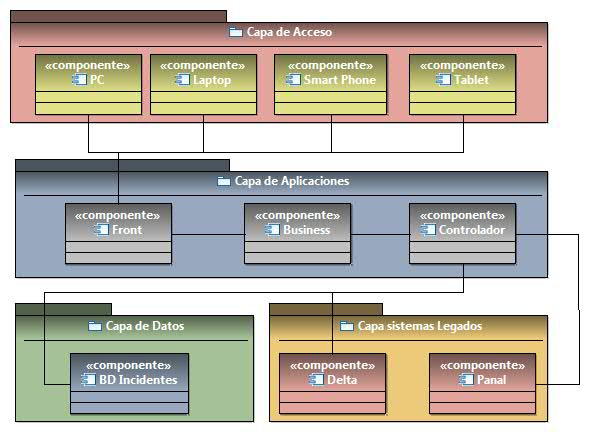 Capa de Acceso
«componente» «componente» «componente» «componente»
PC Laptop Smart Phone Tablet
Capa de Aplicaciones
«componente» «componente» «componente»
Front Business Controlador
Capa de Datos Capa sistemas Legados
«componente» «componente» «componente»
BD Incidentes Delta Panal